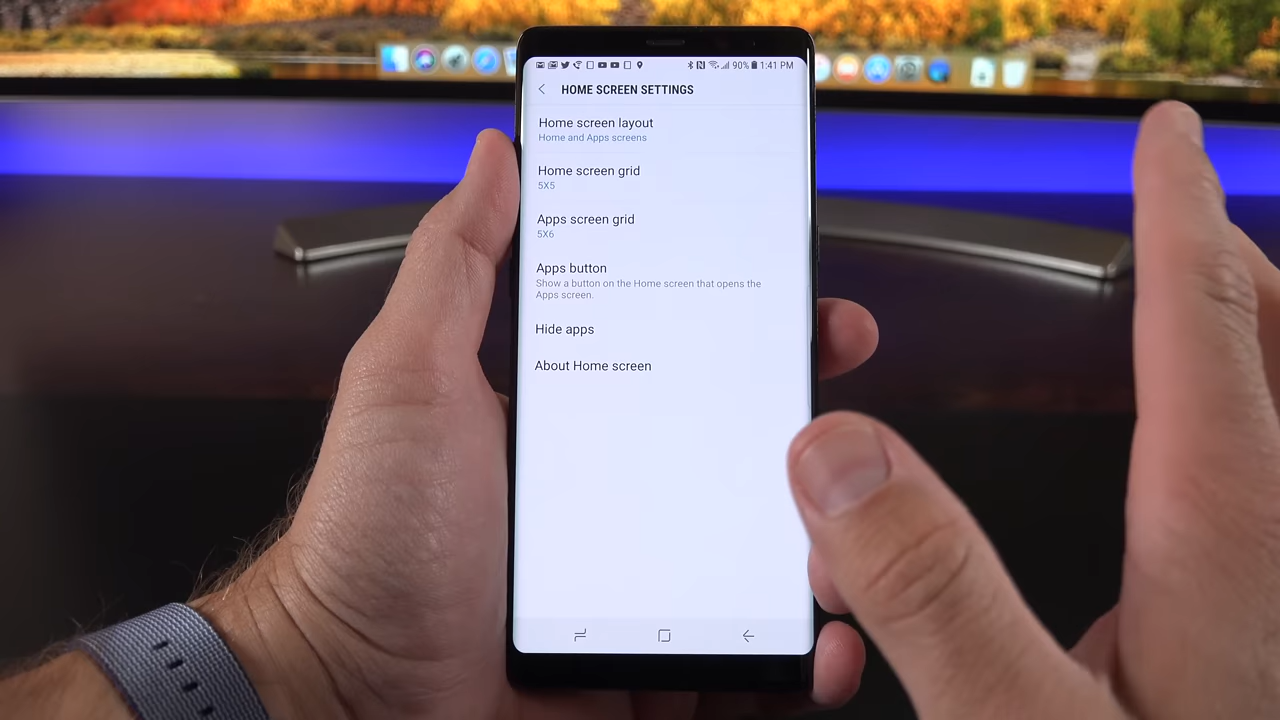 90% 1:41 PM
HOME SCREEN SETTINGS
Home screen layout
Home and Apps screens
Home screen grid
5X5
Apps screen grid
5X6
Apps button
Show a button on the Home screen that opens the
Apps screen.
Hide apps
About Home screen